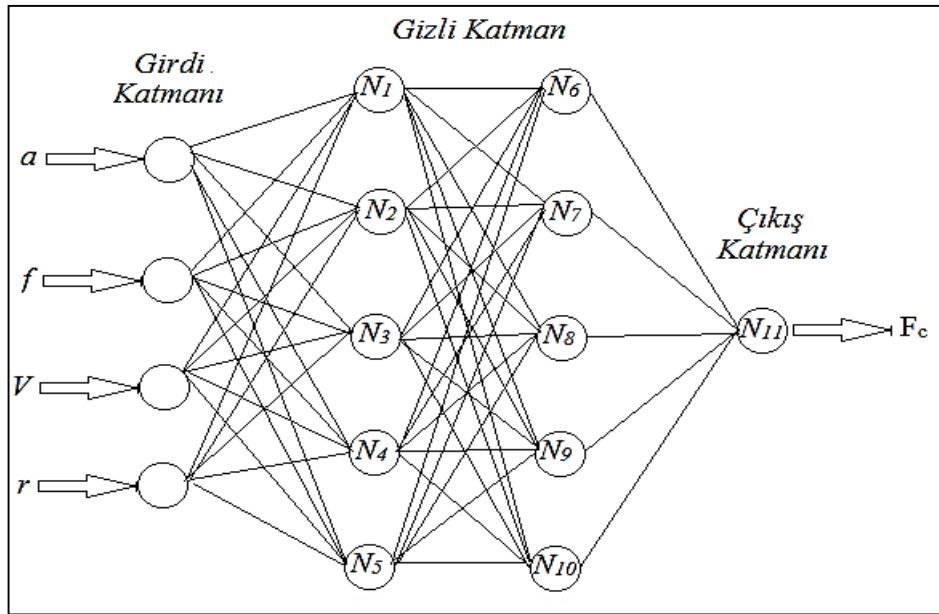 Gizli Katman
Girdi
Katmanı
Çıkış
Katmanı
a
f
V
r
N1
N2
N3
N4
N5
N6
N7
N8
N9
N10
N11
Fc